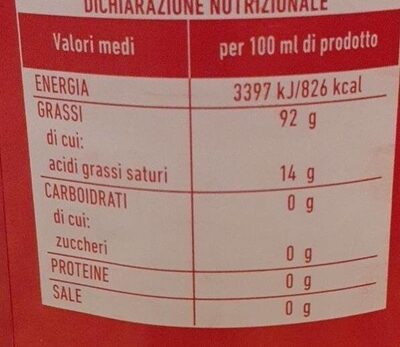 DICHIARAZIONE NUTRIZIONALE
Valori medi per 100 ml di prodotto
ENERGIA 3397 kJ/826 kcal
GRASSI 92 g
di cui:
acidi grassi saturi 14 g
CARBOIDRATI 0 g
di cui:
zuccheri 0 g
PROTEINE 0 g
SALE 0 g